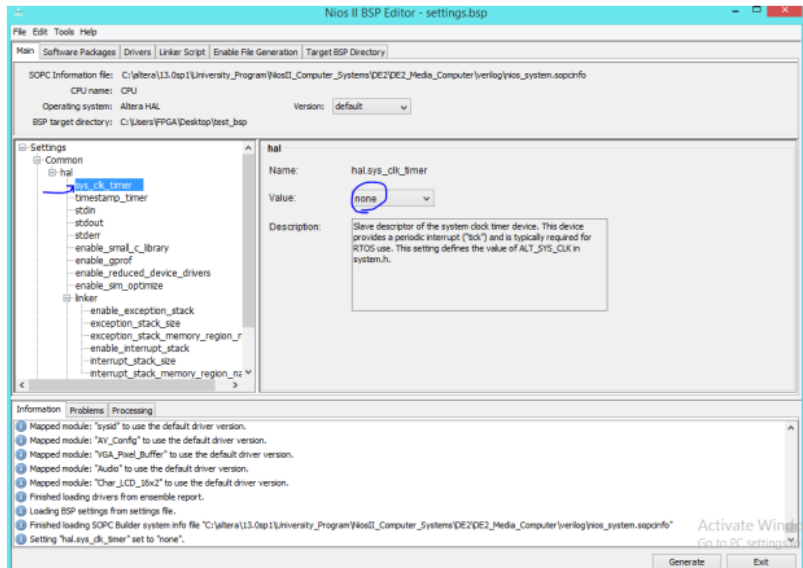 Nios II BSP Editor - settings.bsp
File Edit Tools Help
Main Software Packages Drivers Linker Script Enable File Generation Target BSP Directory
SOPC Information file: C:\altera\13.0sp1\University_Program\NiosII_Computer_Systems\DE2\DE2_Media_Computer\verilog\nios_system.sopcinfo
CPU name: CPU
Operating system: Altera HAL Version: default
BSP target directory: C:\Users\FPGA\Desktop\test_bsp
Settings
Common
hal
sys_clk_timer
timestamp_timer
stdin
stdout
stderr
enable_small_c_library
enable_gprof
enable_reduced_device_drivers
enable_sim_optimize
linker
enable_exception_stack
exception_stack_size
exception_stack_memory_region_n
enable_interrupt_stack
interrupt_stack_size
interrupt_stack_memory_region_na
hal
Name: hal.sys_clk_timer
Value: none
Description: Slave descriptor of the system clock timer device. This device
provides a periodic interrupt ("tick") and is typically required for
RTOS use. This setting defines the value of ALT_SYS_CLK in
system.h.
Information Problems Processing
Mapped module: "sysid" to use the default driver version.
Mapped module: "AV_Config" to use the default driver version.
Mapped module: "VGA_Pixel_Buffer" to use the default driver version.
Mapped module: "Audio" to use the default driver version.
Mapped module: "Char_LCD_16x2" to use the default driver version.
Finished loading drivers from ensemble report.
Loading BSP settings from settings file.
Finished loading SOPC Builder system info file "C:\altera\13.0sp1\University_Program\NiosII_Computer_Systems\DE2\DE2_Media_Computer\verilog\nios_system.sopcinfo"
Setting "hal.sys_clk_timer" set to "none".
Activate Windo
Go to PC settings to
Generate Exit